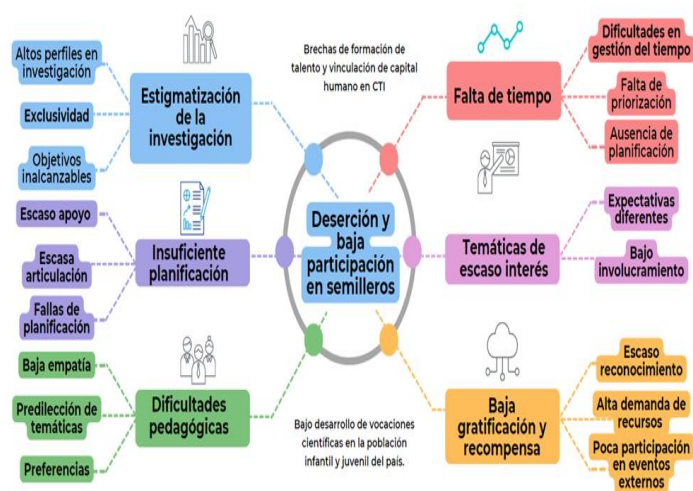 Altos perfiles en
investigación
Exclusividad
Objetivos
inalcanzables
Estigmatización
de la
investigación
Escaso apoyo
Escasa
articulación
Fallas de
planificación
Insuficiente
planificación
Baja empatía
Predilección de
temáticas
Preferencias
Dificultades
pedagógicas
Brechas de formación de
talento y vinculación de capital
humano en CTI
Deserción y
baja
participación
en semilleros
Bajo desarrollo de vocaciones
científicas en la población
infantil y juvenil del país.
Falta de tiempo
Dificultades en
gestión del tiempo
Falta de
priorización
Ausencia de
planificación
Temáticas de
escaso interés
Expectativas
diferentes
Bajo
involucramiento
Baja
gratificación y
recompensa
Escaso
reconocimiento
Alta demanda de
recursos
Poca participación
en eventos
externos